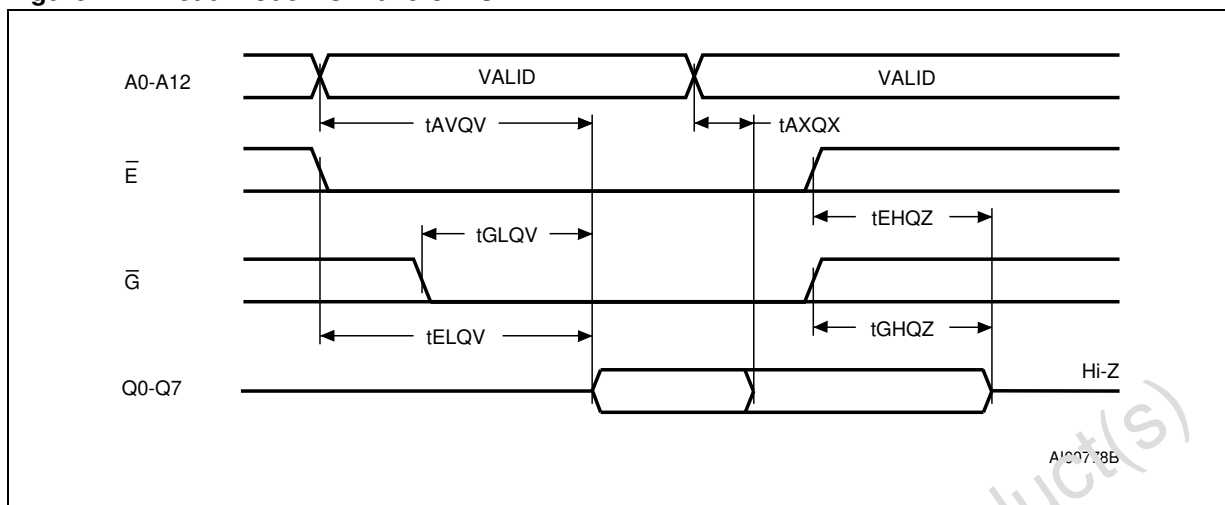 A0-A12
VALID
VALID
tAVQV
tAXQX
E̅
tEHQZ
tGLQV
G̅
tGHQZ
tELQV
Hi-Z
Q0-Q7